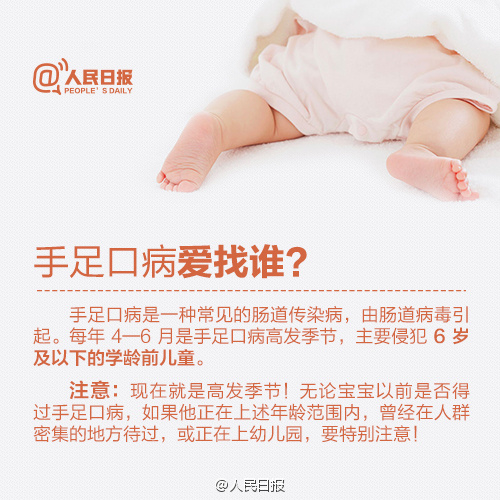 @人民日报
PEOPLE'S DAILY
手足口病爱找谁?
手足口病是一种常见的肠道传染病，由肠道病毒引
起。每年 4—6 月是手足口病高发季节，主要侵犯 6 岁
及以下的学龄前儿童。
注意：现在就是高发季节！无论宝宝以前是否得
过手足口病，如果他正在上述年龄范围内，曾经在人群
密集的地方待过，或正在上幼儿园，要特别注意！
@人民日报